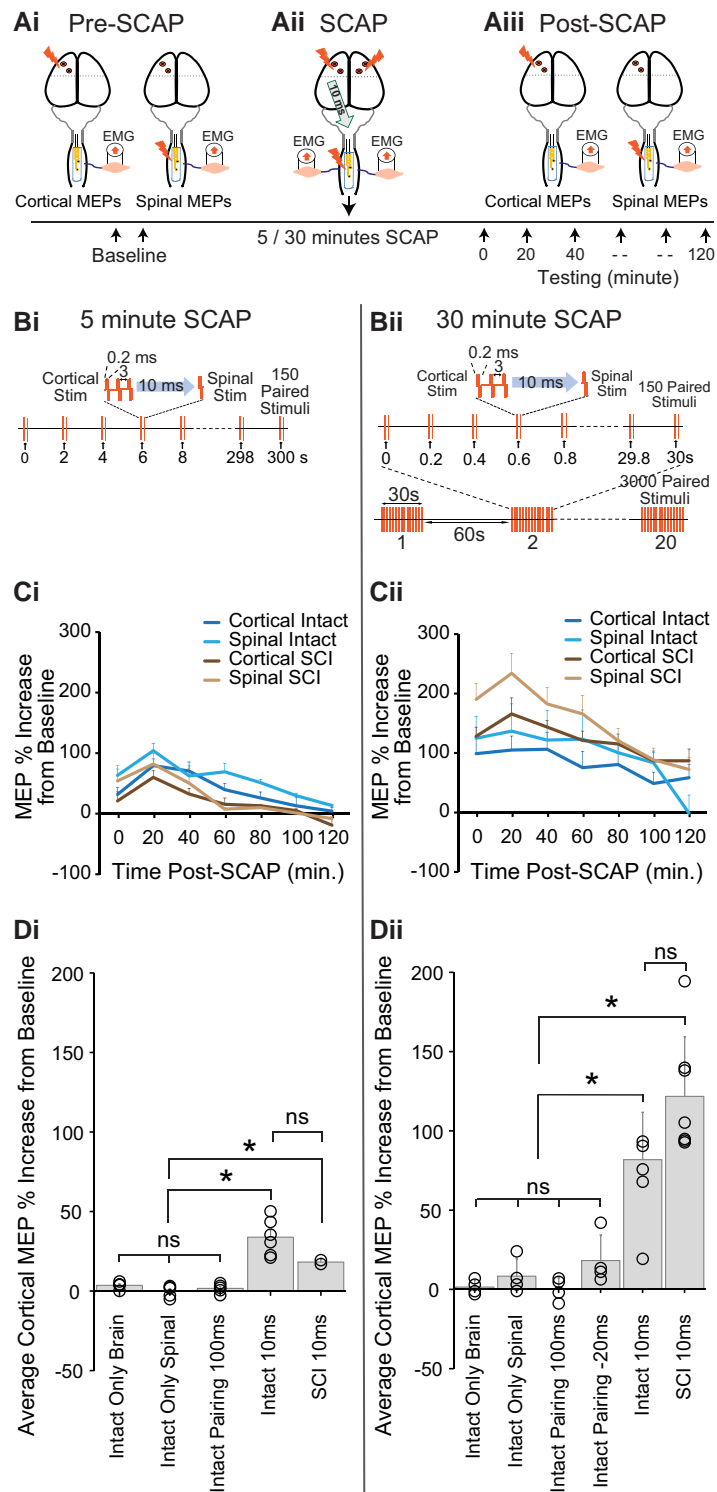 Ai Pre-SCAP
Aii SCAP
Aiii Post-SCAP
10 ms
EMG
EMG
EMG
EMG
EMG
EMG
Cortical MEPs
Spinal MEPs
Cortical MEPs
Spinal MEPs
Baseline
5 / 30 minutes SCAP
0 20 40 -- -- 120
Testing (minute)
Bi 5 minute SCAP
0.2 ms
3
Cortical
Stim
10 ms
Spinal
Stim
150
Paired
Stimuli
0 2 4 6 8 298 300 s
Bii 30 minute SCAP
0.2 ms
3
Cortical
Stim
10 ms
Spinal
Stim
150 Paired
Stimuli
0 0.2 0.4 0.6 0.8 29.8 30s
3000 Paired
Stimuli
30s
60s
1 2 20
Ci
Cortical Intact
Spinal Intact
Cortical SCI
Spinal SCI
MEP % Increase
from Baseline
300
200
100
0
-100
0 20 40 60 80 100 120
Time Post-SCAP (min.)
Cii
Cortical Intact
Spinal Intact
Cortical SCI
Spinal SCI
MEP % Increase
from Baseline
300
200
100
0
-100
0 20 40 60 80 100 120
Time Post-SCAP (min.)
Di
Average Cortical MEP % Increase from Baseline
200
150
100
50
0
-50
ns
*
*
ns
Intact Only Brain
Intact Only Spinal
Intact Pairing 100ms
Intact 10ms
SCI 10ms
Dii
Average Cortical MEP % Increase from Baseline
200
150
100
50
0
-50
ns
*
*
ns
Intact Only Brain
Intact Only Spinal
Intact Pairing 100ms
Intact Pairing -20ms
Intact 10ms
SCI 10ms